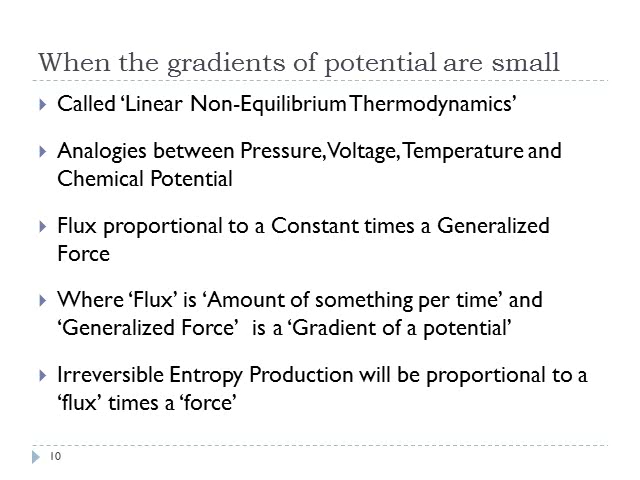 When the gradients of potential are small
Called ‘Linear Non-Equilibrium Thermodynamics’
Analogies between Pressure, Voltage, Temperature and
Chemical Potential
Flux proportional to a Constant times a Generalized
Force
Where ‘Flux’ is ‘Amount of something per time’ and
‘Generalized Force’  is a ‘Gradient of a potential’
Irreversible Entropy Production will be proportional to a
‘flux’ times a ‘force’
10